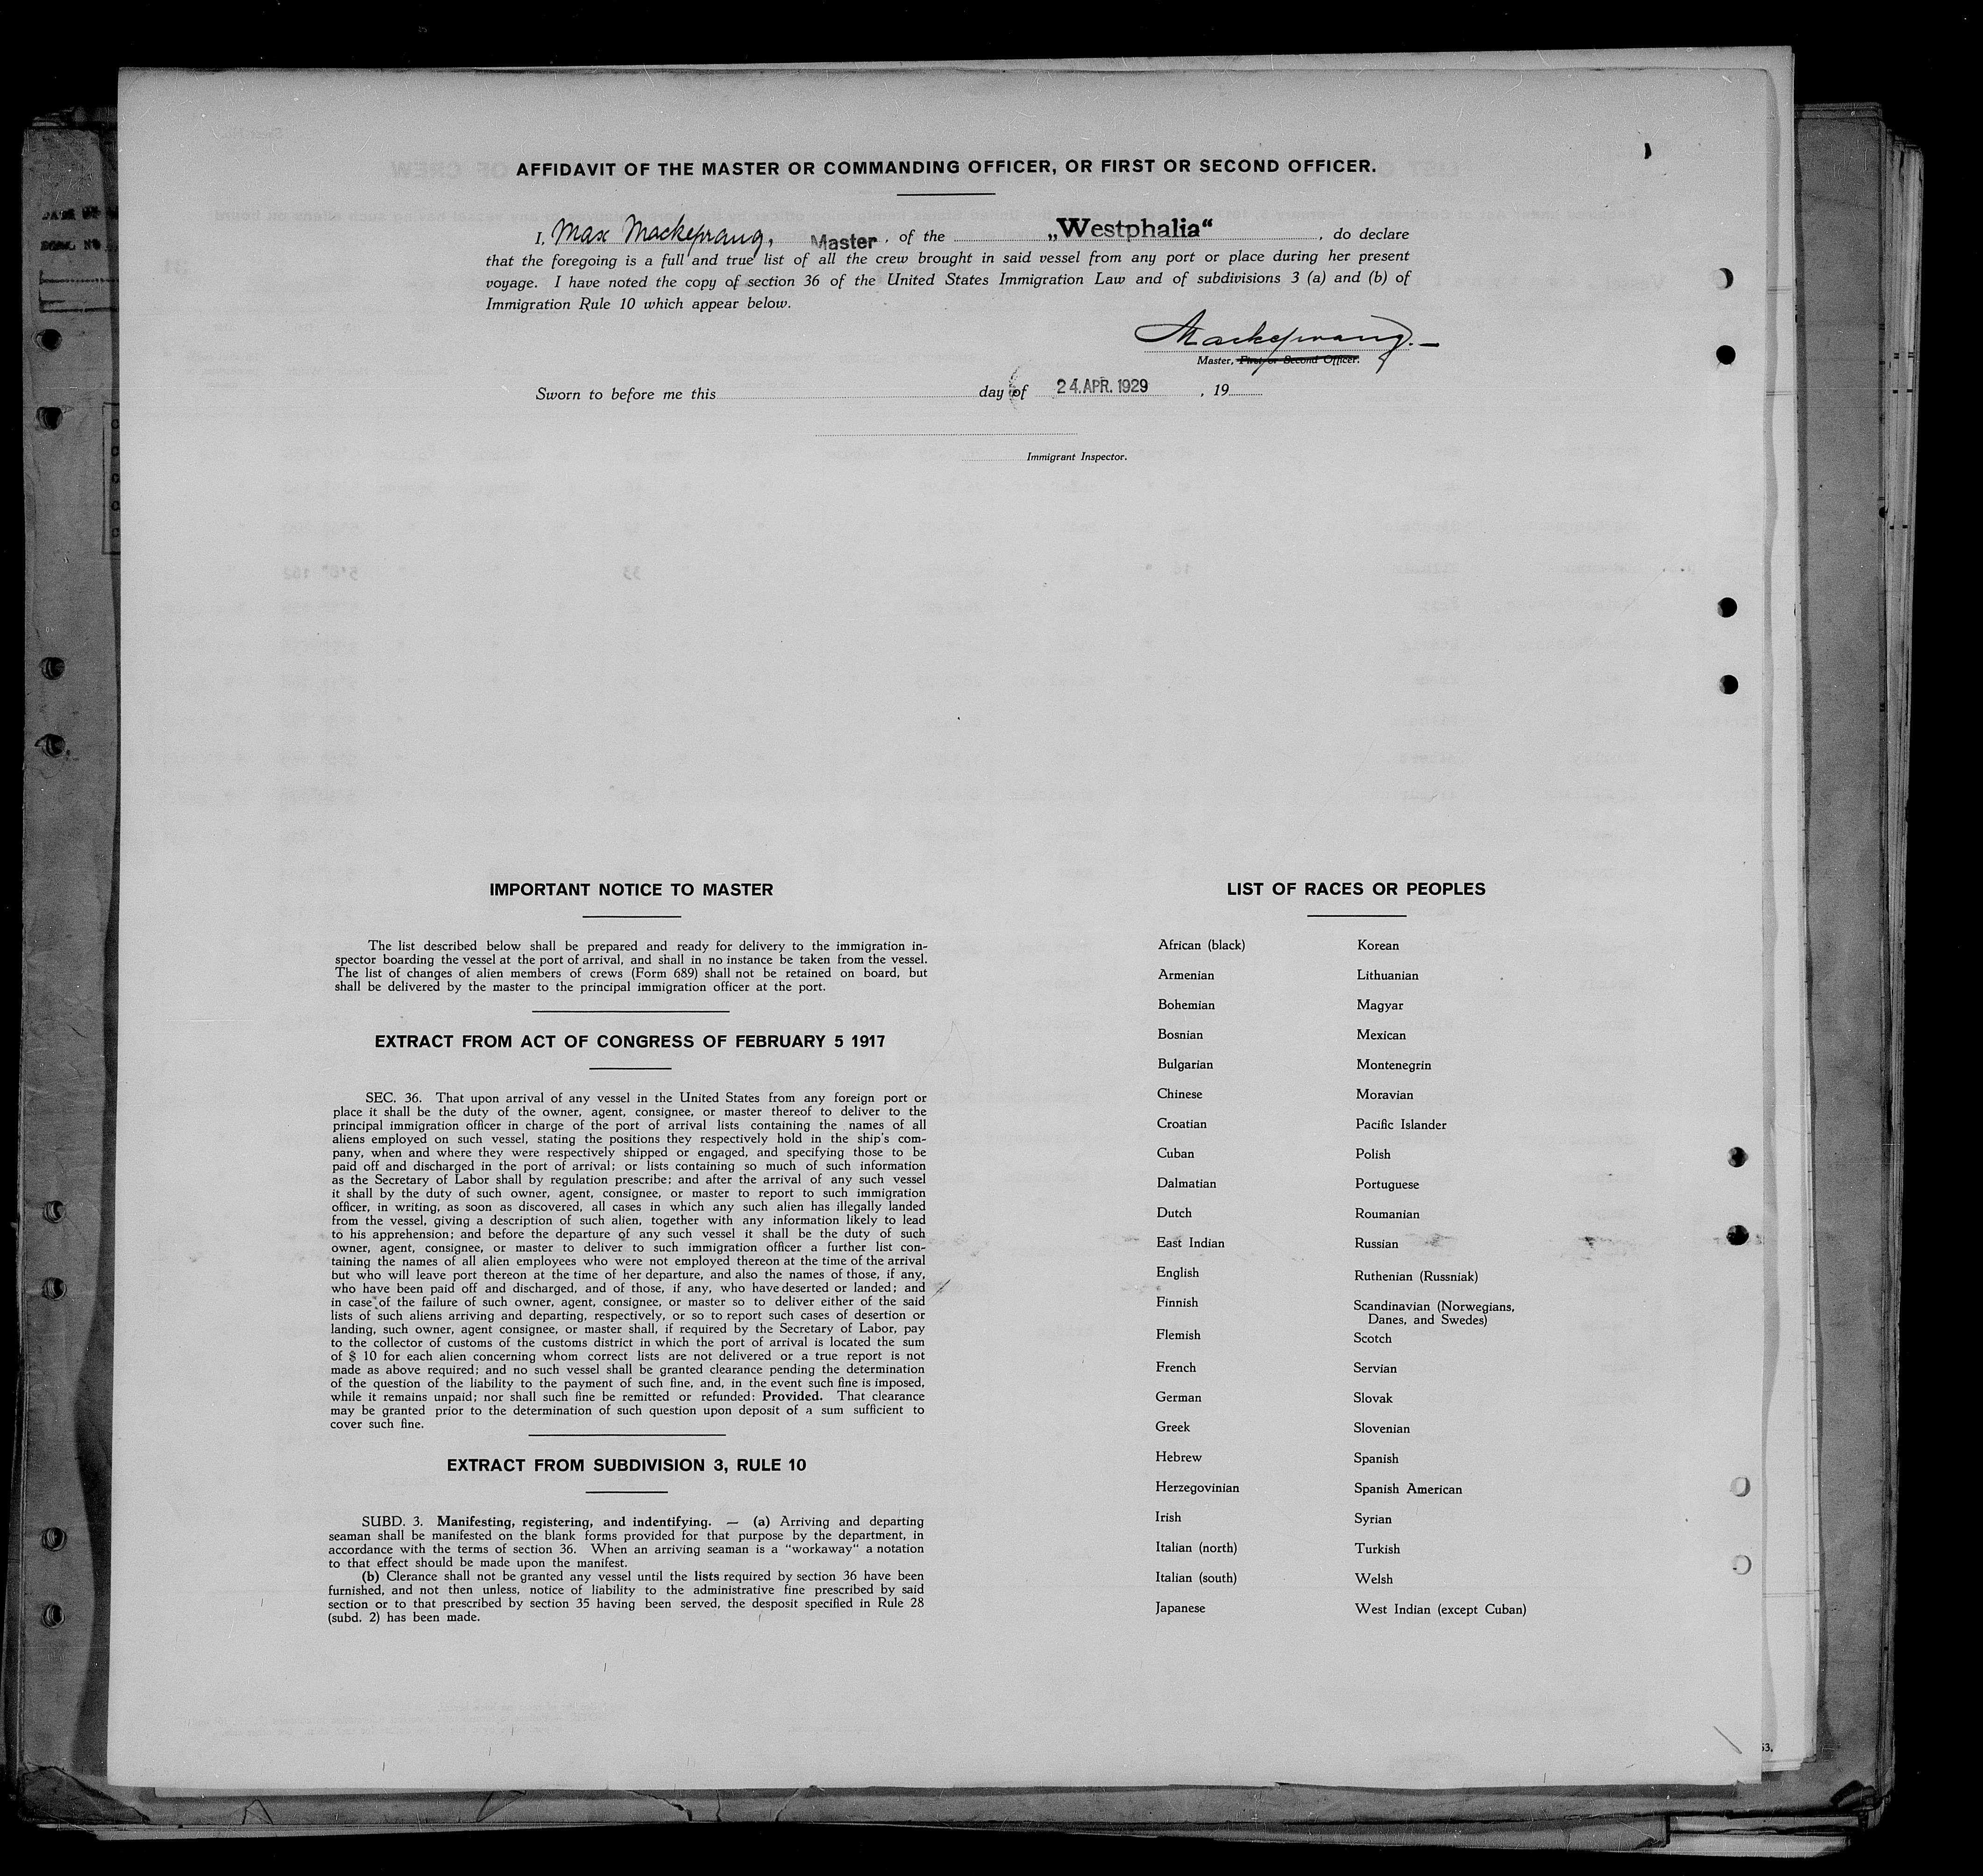 AFFIDAVIT OF THE MASTER OR COMMANDING OFFICER, OR FIRST OR SECOND OFFICER.
I, Max Mackeprang, Master, of the „Westphalia“, do declare
that the foregoing is a full and true list of all the crew brought in said vessel from any port or place during her present
voyage. I have noted the copy of section 36 of the United States Immigration Law and of subdivisions 3 (a) and (b) of
Immigration Rule 10 which appear below.
Mackeprang.
Master, First or Second Officer.
Sworn to before me this day of 24. APR. 1929, 19
Immigrant Inspector.
IMPORTANT NOTICE TO MASTER
The list described below shall be prepared and ready for delivery to the immigration in-
spector boarding the vessel at the port of arrival, and shall in no instance be taken from the vessel.
The list of changes of alien members of crews (Form 689) shall not be retained on board, but
shall be delivered by the master to the principal immigration officer at the port.
EXTRACT FROM ACT OF CONGRESS OF FEBRUARY 5 1917
SEC. 36. That upon arrival of any vessel in the United States from any foreign port or
place it shall be the duty of the owner, agent, consignee, or master thereof to deliver to the
principal immigration officer in charge of the port of arrival lists containing the names of all
aliens employed on such vessel, stating the positions they respectively hold in the ship's com-
pany, when and where they were respectively shipped or engaged, and specifying those to be
paid off and discharged in the port of arrival; or lists containing so much of such information
as the Secretary of Labor shall by regulation prescribe; and after the arrival of any such vessel
it shall by the duty of such owner, agent, consignee, or master to report to such immigration
officer, in writing, as soon as discovered, all cases in which any such alien has illegally landed
from the vessel, giving a description of such alien, together with any information likely to lead
to his apprehension; and before the departure of any such vessel it shall be the duty of such
owner, agent, consignee, or master to deliver to such immigration officer a further list con-
taining the names of all alien employees who were not employed thereon at the time of the arrival
but who will leave port thereon at the time of her departure, and also the names of those, if any,
who have been paid off and discharged, and of those, if any, who have deserted or landed; and
in case of the failure of such owner, agent, consignee, or master so to deliver either of the said
lists of such aliens arriving and departing, respectively, or so to report such cases of desertion or
landing, such owner, agent consignee, or master shall, if required by the Secretary of Labor, pay
to the collector of customs of the customs district in which the port of arrival is located the sum
of $ 10 for each alien concerning whom correct lists are not delivered or a true report is not
made as above required; and no such vessel shall be granted clearance pending the determination
of the question of the liability to the payment of such fine, and, in the event such fine is imposed,
while it remains unpaid; nor shall such fine be remitted or refunded: Provided. That clearance
may be granted prior to the determination of such question upon deposit of a sum sufficient to
cover such fine.
EXTRACT FROM SUBDIVISION 3, RULE 10
SUBD. 3. Manifesting, registering, and indentifying. — (a) Arriving and departing
seaman shall be manifested on the blank forms provided for that purpose by the department, in
accordance with the terms of section 36. When an arriving seaman is a "workaway" a notation
to that effect should be made upon the manifest.
(b) Clerance shall not be granted any vessel until the lists required by section 36 have been
furnished, and not then unless, notice of liability to the administrative fine prescribed by said
section or to that prescribed by section 35 having been served, the desposit specified in Rule 28
(subd. 2) has been made.
LIST OF RACES OR PEOPLES
African (black) Korean
Armenian Lithuanian
Bohemian Magyar
Bosnian Mexican
Bulgarian Montenegrin
Chinese Moravian
Croatian Pacific Islander
Cuban Polish
Dalmatian Portuguese
Dutch Roumanian
East Indian Russian
English Ruthenian (Russniak)
Finnish Scandinavian (Norwegians,
Danes, and Swedes)
Flemish Scotch
French Servian
German Slovak
Greek Slovenian
Hebrew Spanish
Herzegovinian Spanish American
Irish Syrian
Italian (north) Turkish
Italian (south) Welsh
Japanese West Indian (except Cuban)